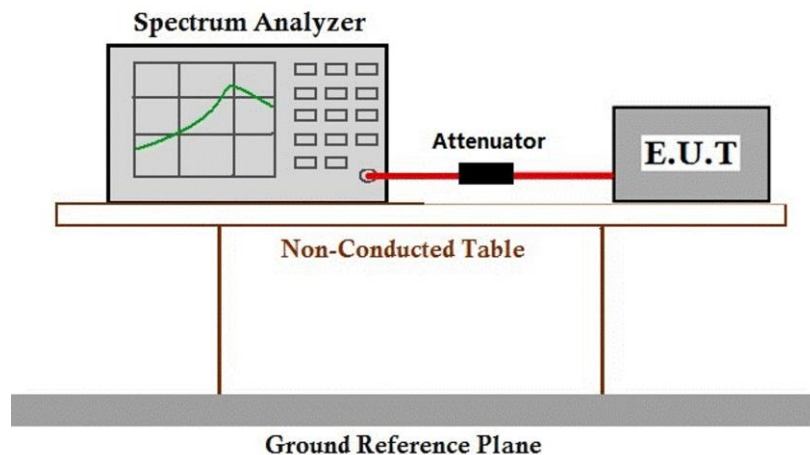 Spectrum Analyzer
Attenuator
E.U.T
Non-Conducted Table
Ground Reference Plane